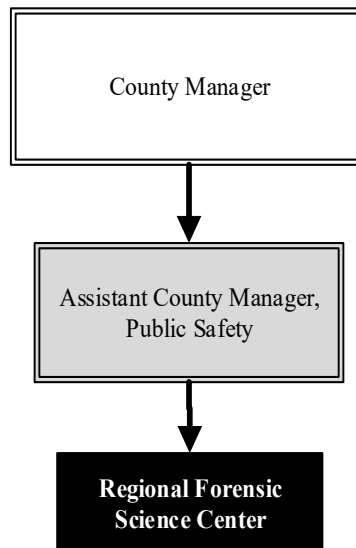 County Manager
Assistant County Manager,
Public Safety
Regional Forensic
Science Center